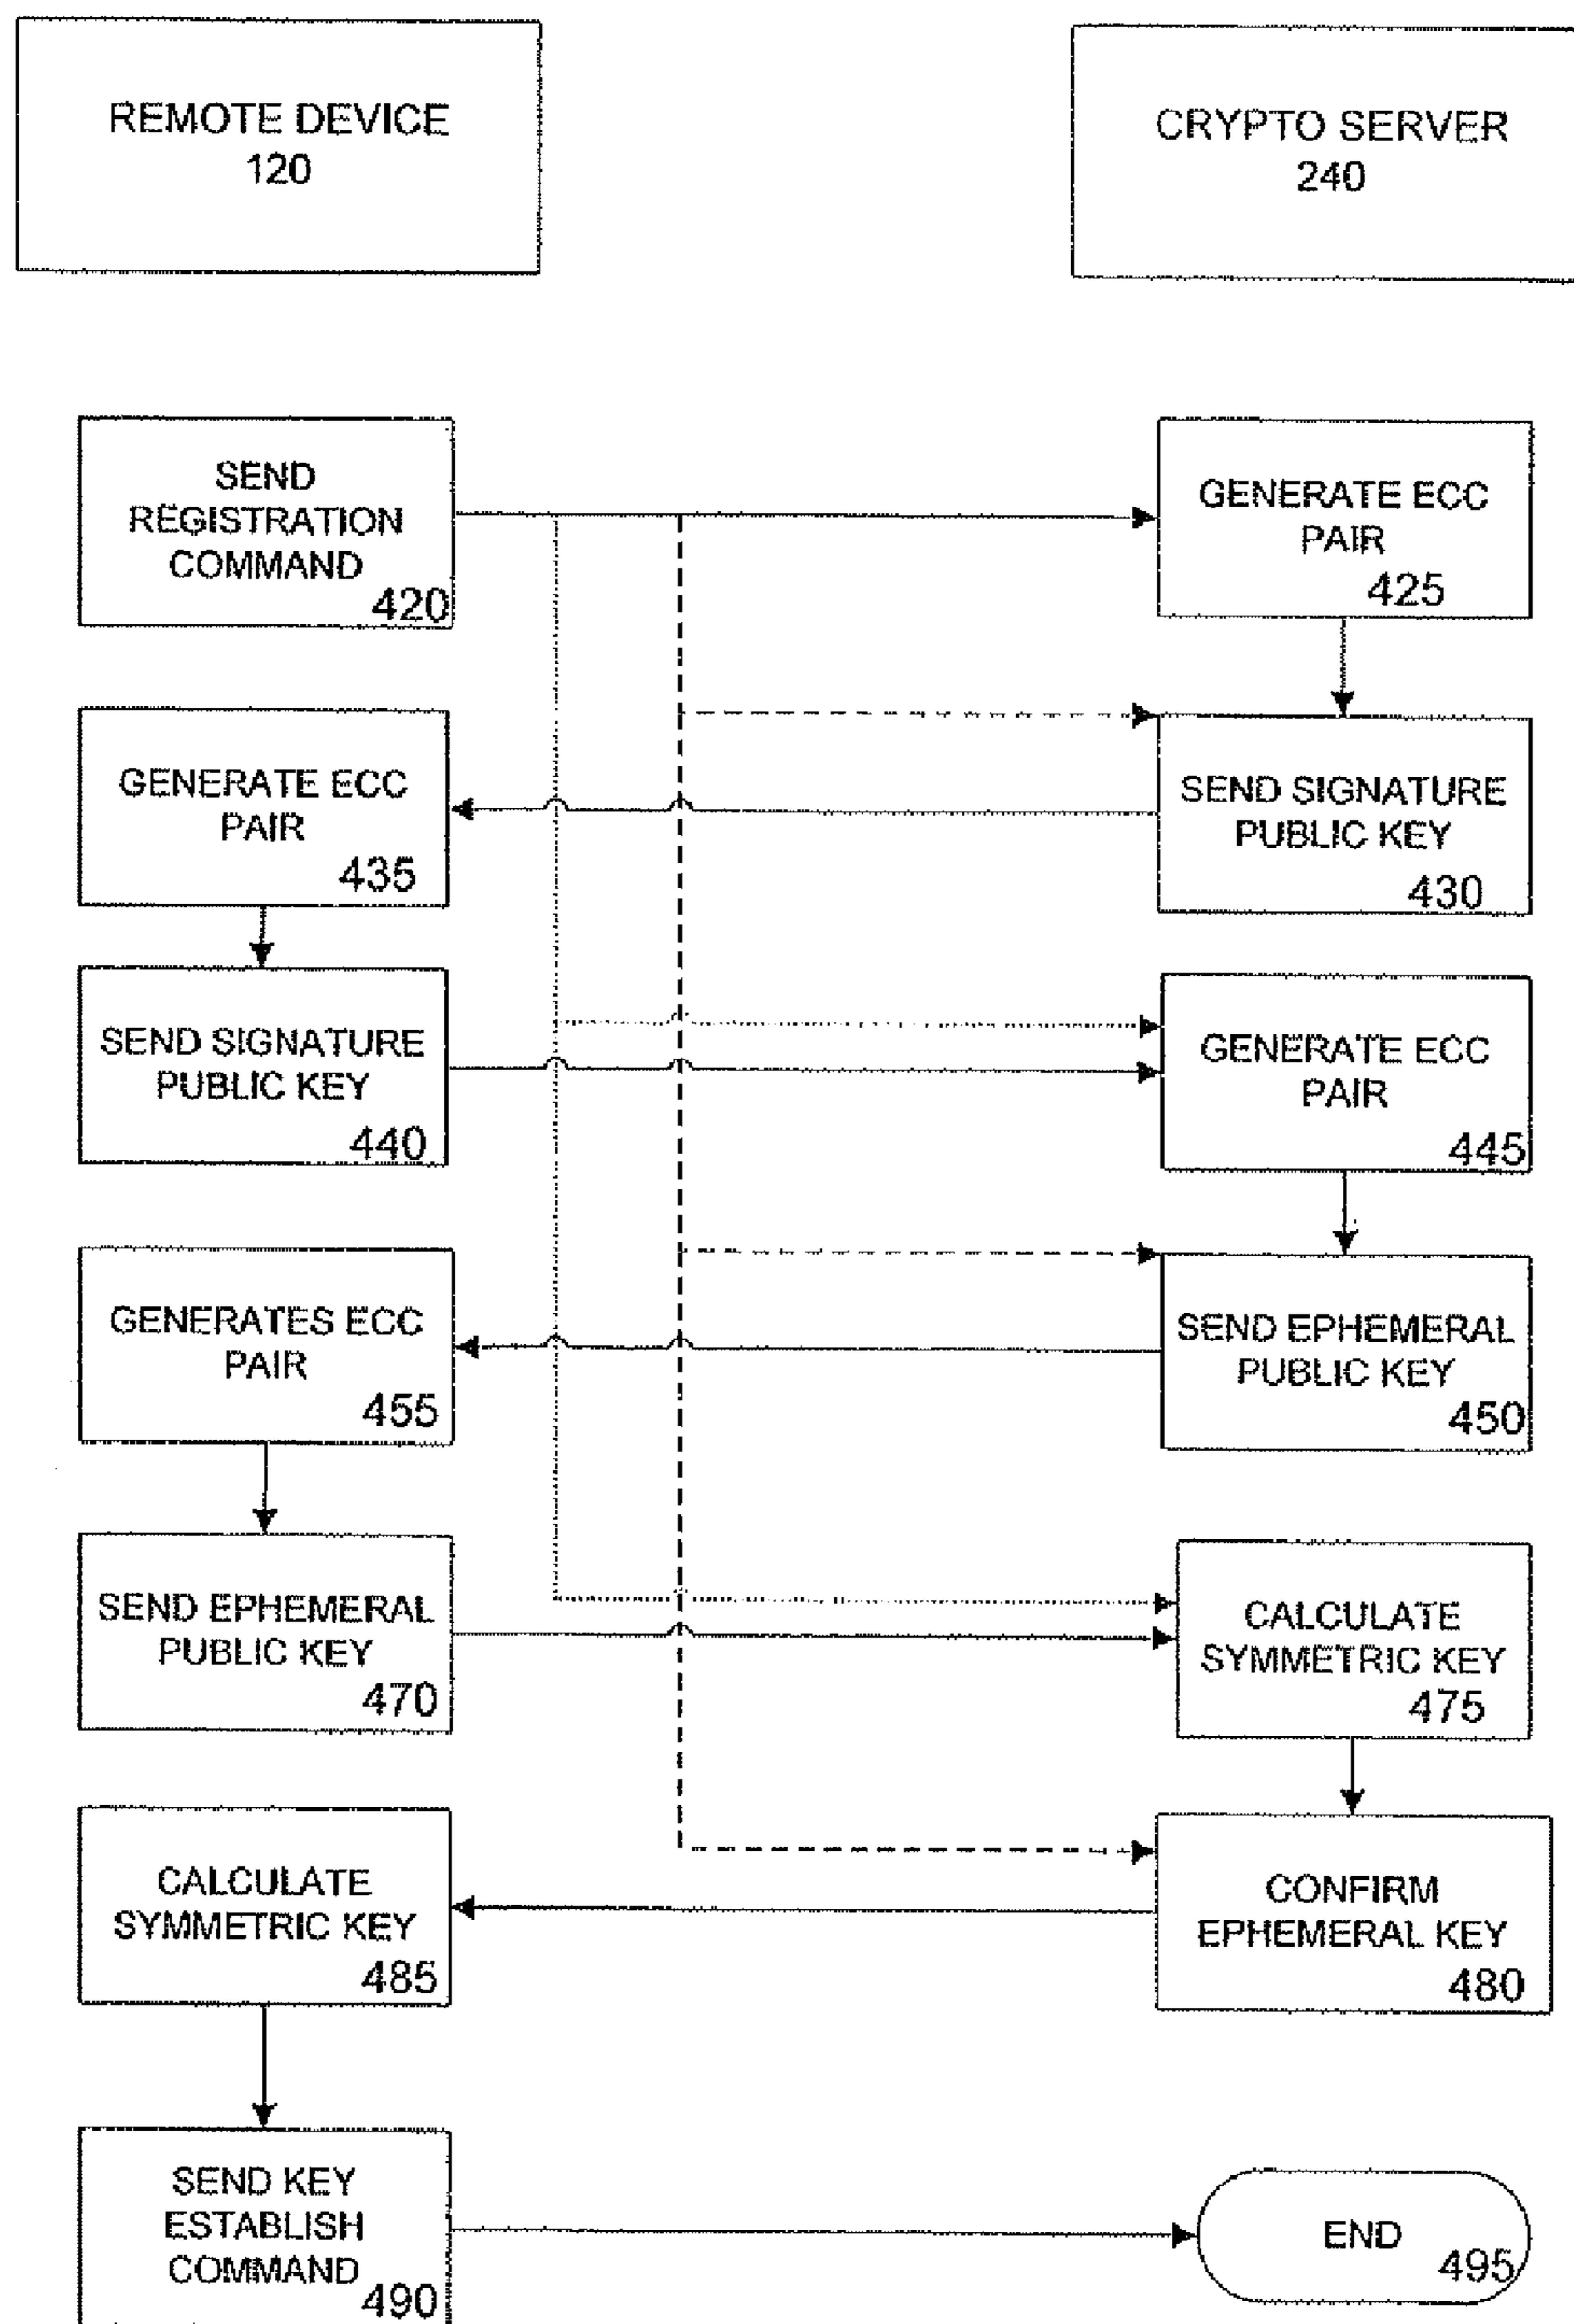 REMOTE DEVICE
120
CRYPTO SERVER
240
SEND
REGISTRATION
COMMAND
420
GENERATE ECC
PAIR
425
SEND SIGNATURE
PUBLIC KEY
430
GENERATE ECC
PAIR
435
SEND SIGNATURE
PUBLIC KEY
440
GENERATE ECC
PAIR
445
SEND EPHEMERAL
PUBLIC KEY
450
GENERATES ECC
PAIR
455
SEND EPHEMERAL
PUBLIC KEY
470
CALCULATE
SYMMETRIC KEY
475
CONFIRM
EPHEMERAL KEY
480
CALCULATE
SYMMETRIC KEY
485
SEND KEY
ESTABLISH
COMMAND
490
END
495